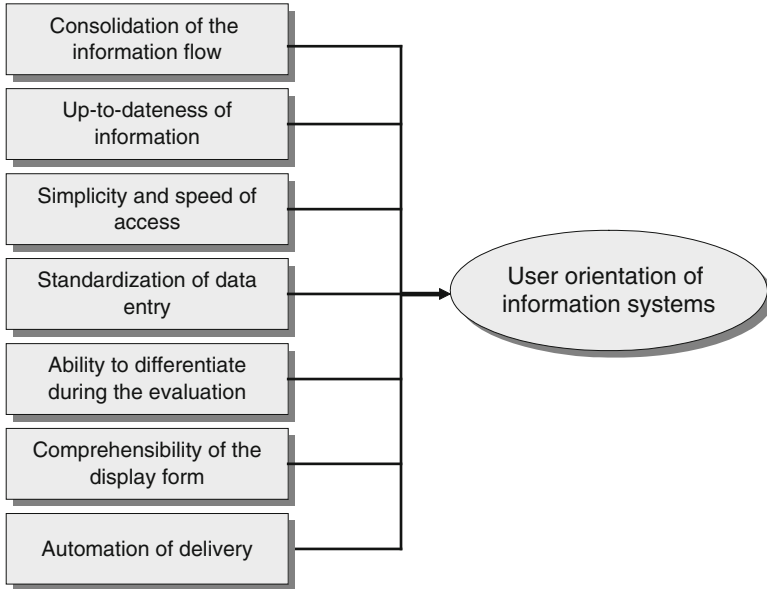 Consolidation of the
information flow
Up-to-dateness of
information
Simplicity and speed of
access
Standardization of data
entry
Ability to differentiate
during the evaluation
Comprehensibility of the
display form
Automation of delivery
User orientation of
information systems